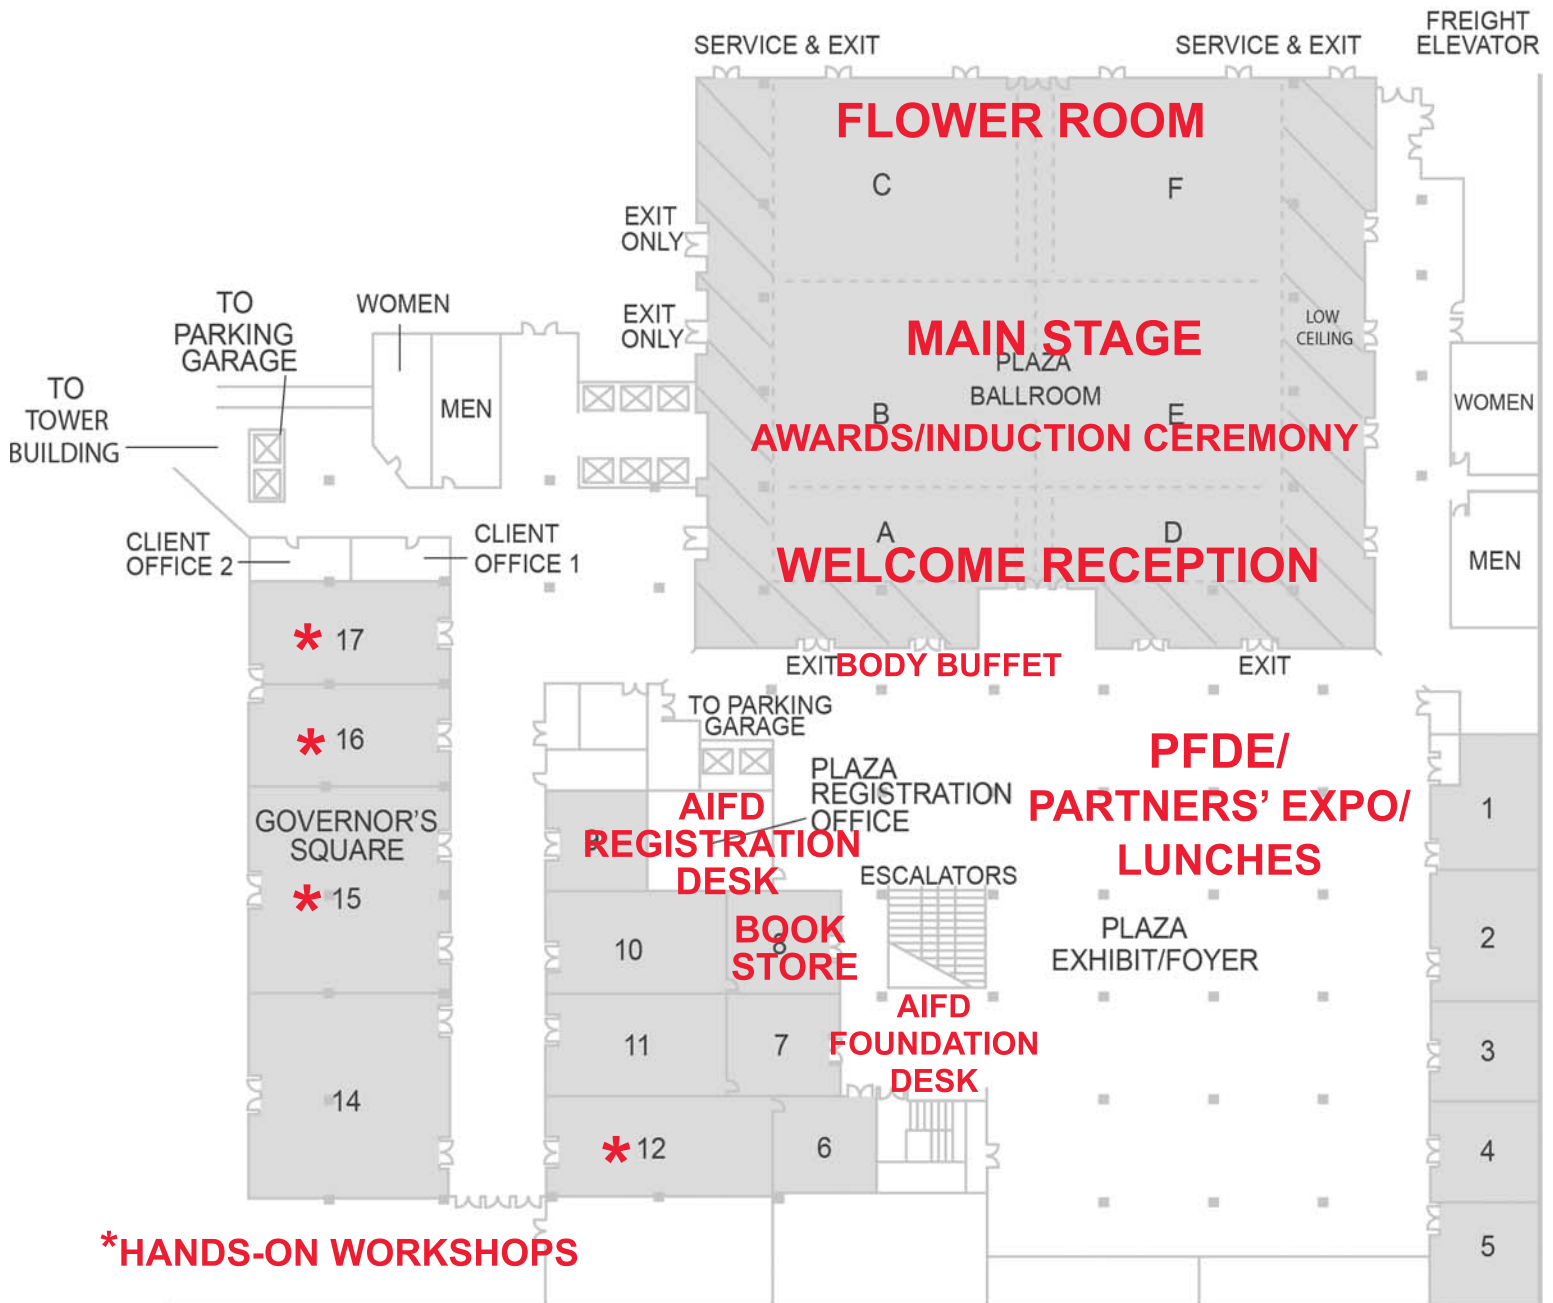 FREIGHT
ELEVATOR
SERVICE & EXIT
SERVICE & EXIT
FLOWER ROOM
C
F
EXIT
ONLY
EXIT
ONLY
TO
PARKING
GARAGE
WOMEN
LOW
CEILING
MAIN STAGE
PLAZA
BALLROOM
TO
TOWER
BUILDING
MEN
WOMEN
B
E
AWARDS/INDUCTION CEREMONY
CLIENT
OFFICE 2
CLIENT
OFFICE 1
A
D
WELCOME RECEPTION
MEN
* 17
EXIT
BODY BUFFET
EXIT
* 16
TO PARKING
GARAGE
PLAZA
REGISTRATION
OFFICE
PFDE/
PARTNERS’ EXPO/
LUNCHES
1
GOVERNOR'S
SQUARE
9
AIFD
REGISTRATION
DESK
ESCALATORS
* 15
10
BOOK
STORE
8
PLAZA
EXHIBIT/FOYER
2
AIFD
FOUNDATION
DESK
11
7
3
14
* 12
6
4
*HANDS-ON WORKSHOPS
5